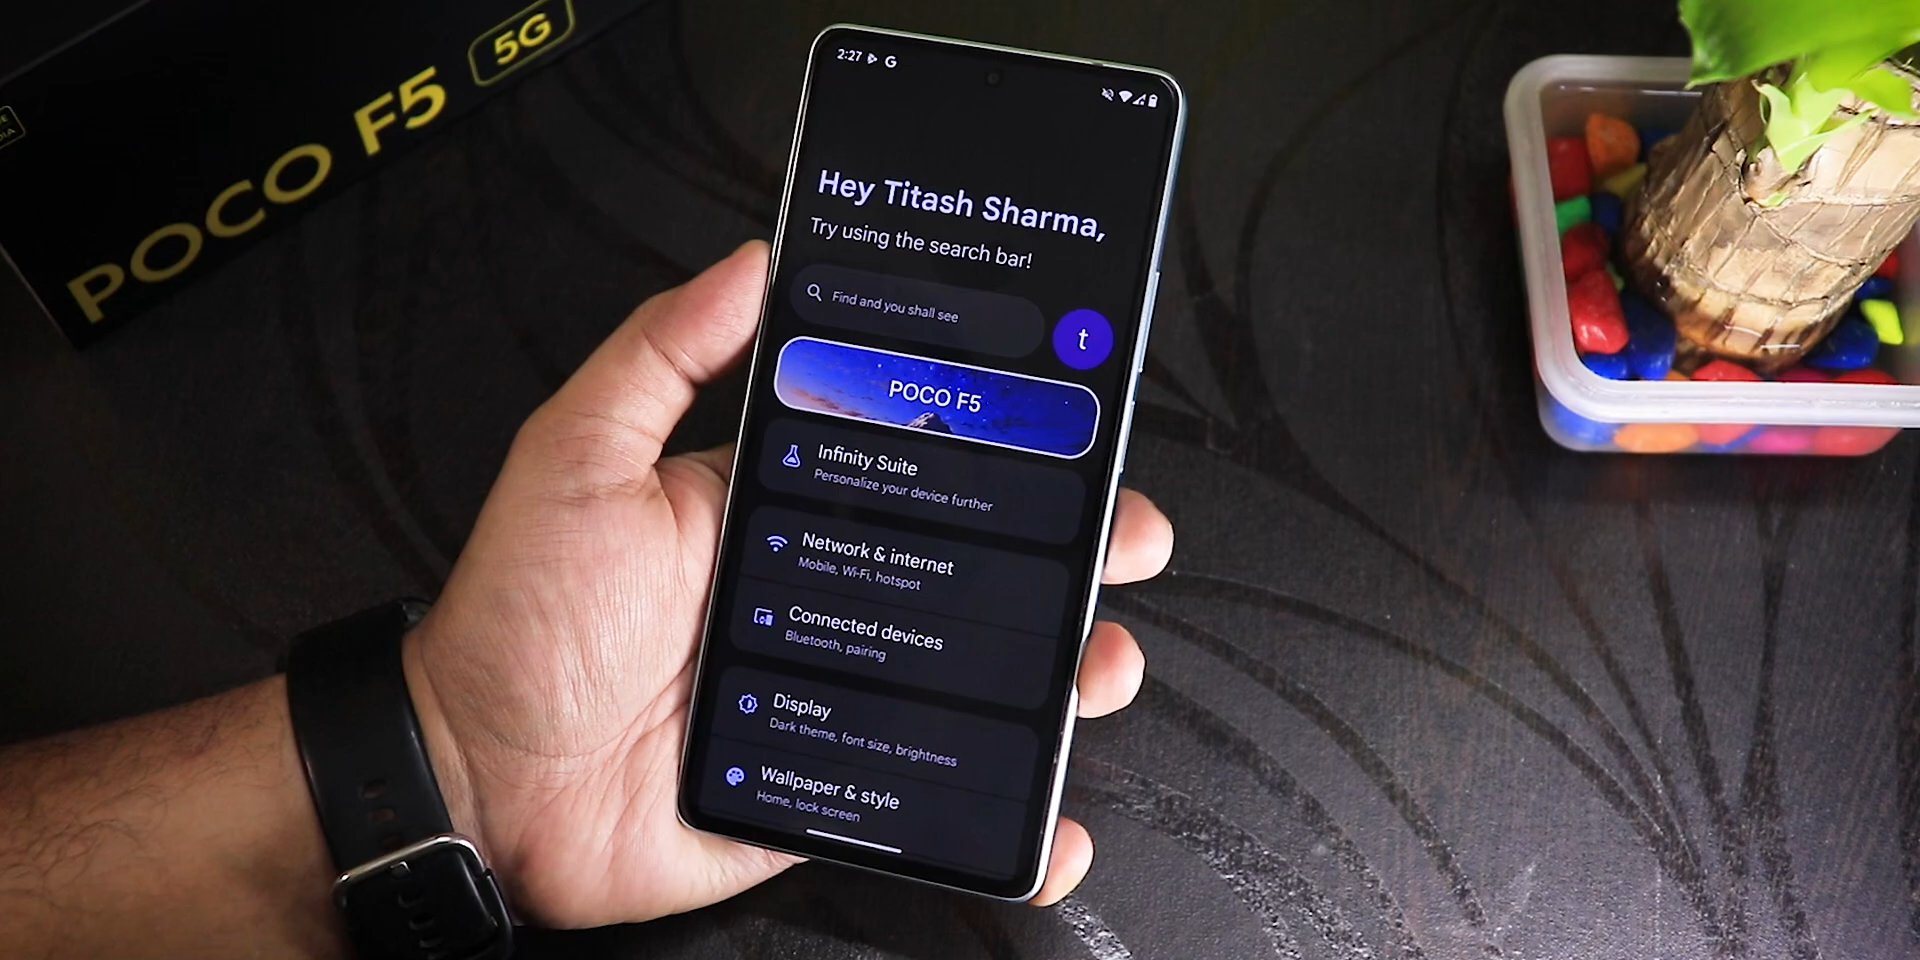 POCO F5 5G
2:27 G
Hey Titash Sharma,
Try using the search bar!
Find and you shall see
t
POCO F5
Infinity Suite
Personalize your device further
Network & internet
Mobile, Wi-Fi, hotspot
Connected devices
Bluetooth, pairing
Display
Dark theme, font size, brightness
Wallpaper & style
Home, lock screen